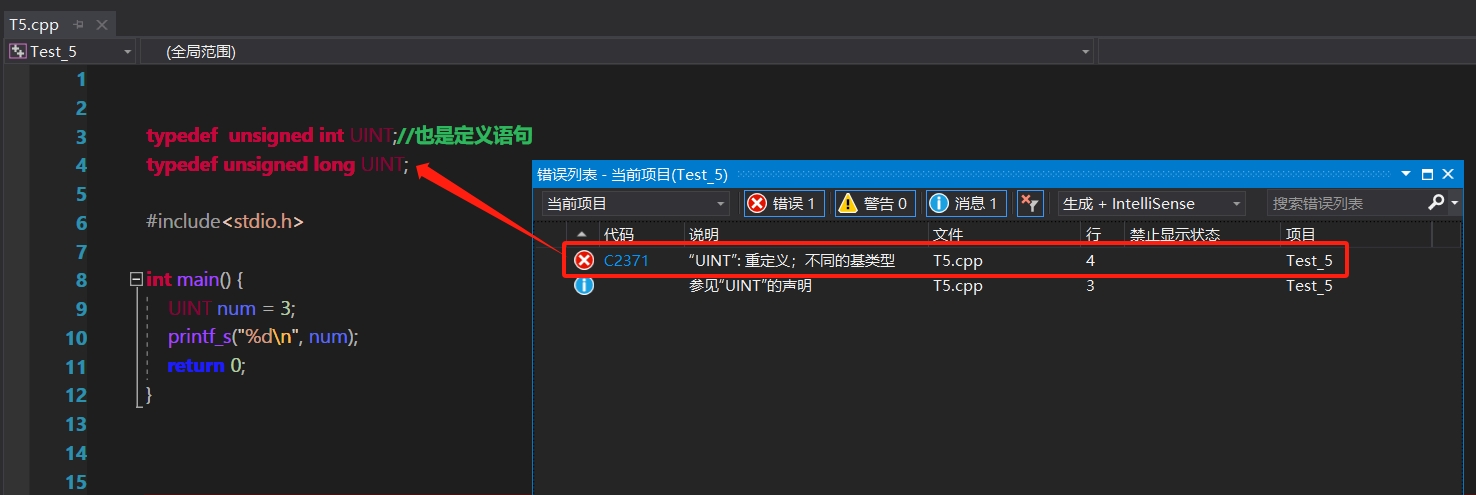 T5.cpp
Test_5
(全局范围)
1
2
3 typedef  unsigned int UINT;//也是定义语句
4 typedef unsigned long UINT;
5
6 #include<stdio.h>
7
8 int main() {
9 UINT num = 3;
10 printf_s("%d\n", num);
11 return 0;
12 }
13
14
15
错误列表 - 当前项目(Test_5)
当前项目 错误 1 警告 0 消息 1 生成 + IntelliSense 搜索错误列表
代码 说明 文件 行 禁止显示状态 项目
C2371 “UINT”: 重定义；不同的基类型 T5.cpp 4 Test_5
参见“UINT”的声明 T5.cpp 3 Test_5